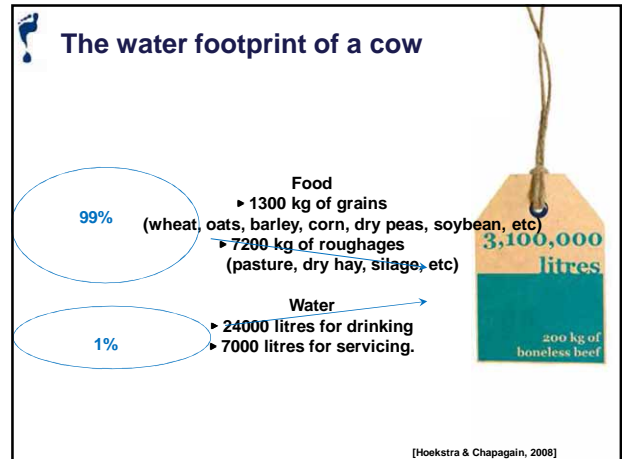 The water footprint of a cow
99%
Food
▶ 1300 kg of grains
(wheat, oats, barley, corn, dry peas, soybean, etc)
▶ 7200 kg of roughages
(pasture, dry hay, silage, etc)
3,100,000
litres
Water
▶ 24000 litres for drinking
▶ 7000 litres for servicing.
1%
200 kg of
boneless beef
[Hoekstra & Chapagain, 2008]